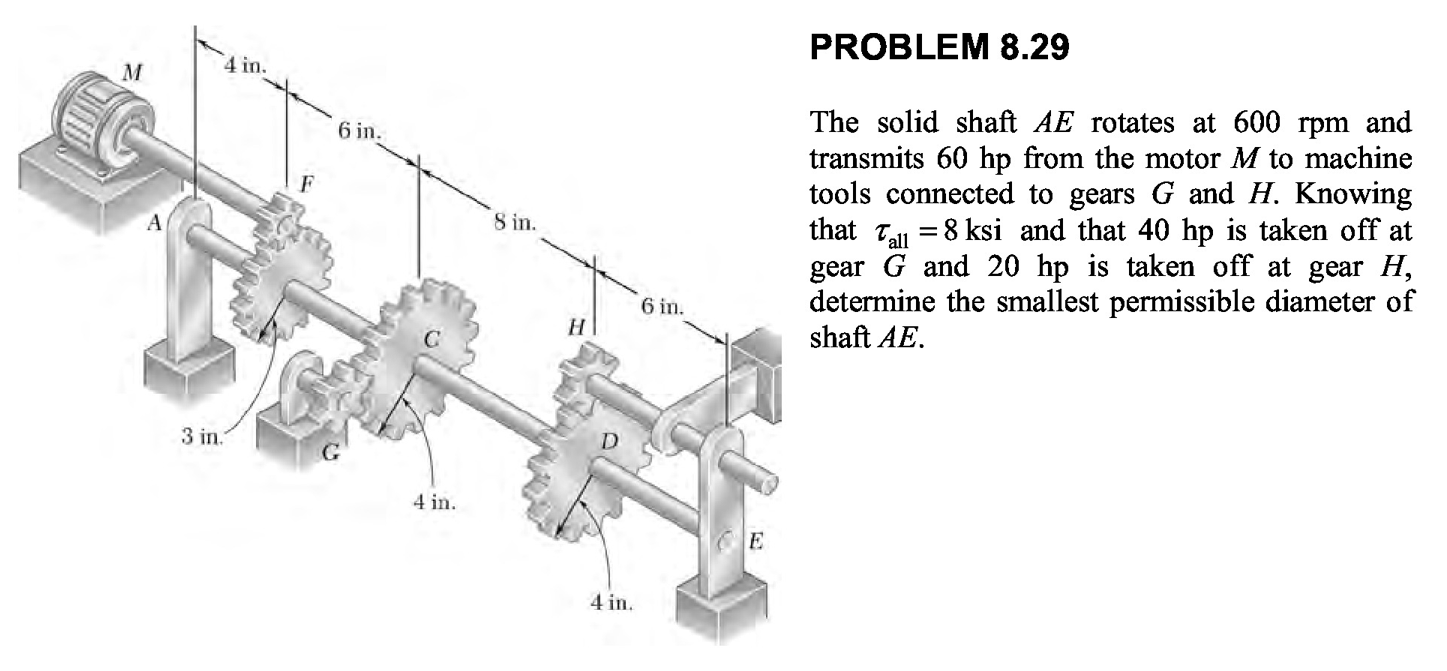 PROBLEM 8.29
The solid shaft AE rotates at 600 rpm and
transmits 60 hp from the motor M to machine
tools connected to gears G and H. Knowing
that τall = 8 ksi and that 40 hp is taken off at
gear G and 20 hp is taken off at gear H,
determine the smallest permissible diameter of
shaft AE.
M
4 in.
6 in.
F
A
8 in.
6 in.
H
C
3 in.
G
D
4 in.
E
4 in.